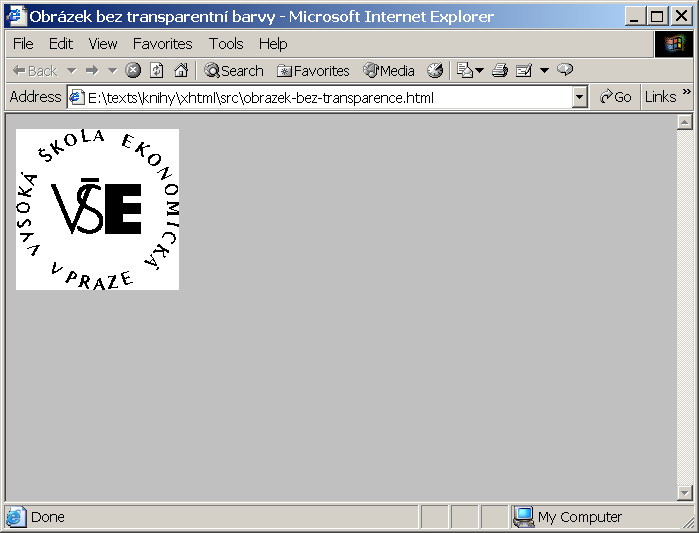 Obrázek bez transparentní barvy - Microsoft Internet Explorer
File Edit View Favorites Tools Help
Back Search Favorites Media
Address E:\texts\knihy\xhtml\src\obrazek-bez-transparence.html Go Links »
VYSOKÁ ŠKOLA EKONOMICKÁ
VŠE
V PRAZE
Done My Computer